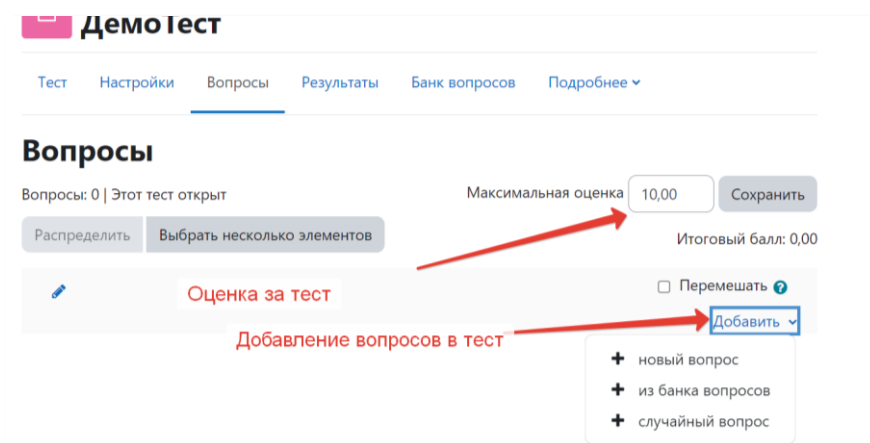 ДемоТест
Тест Настройки Вопросы Результаты Банк вопросов Подробнее
Вопросы
Вопросы: 0 | Этот тест открыт Максимальная оценка 10,00 Сохранить
Распределить Выбрать несколько элементов Итоговый балл: 0,00
Оценка за тест Перемешать ?
Добавление вопросов в тест Добавить
новый вопрос
из банка вопросов
случайный вопрос